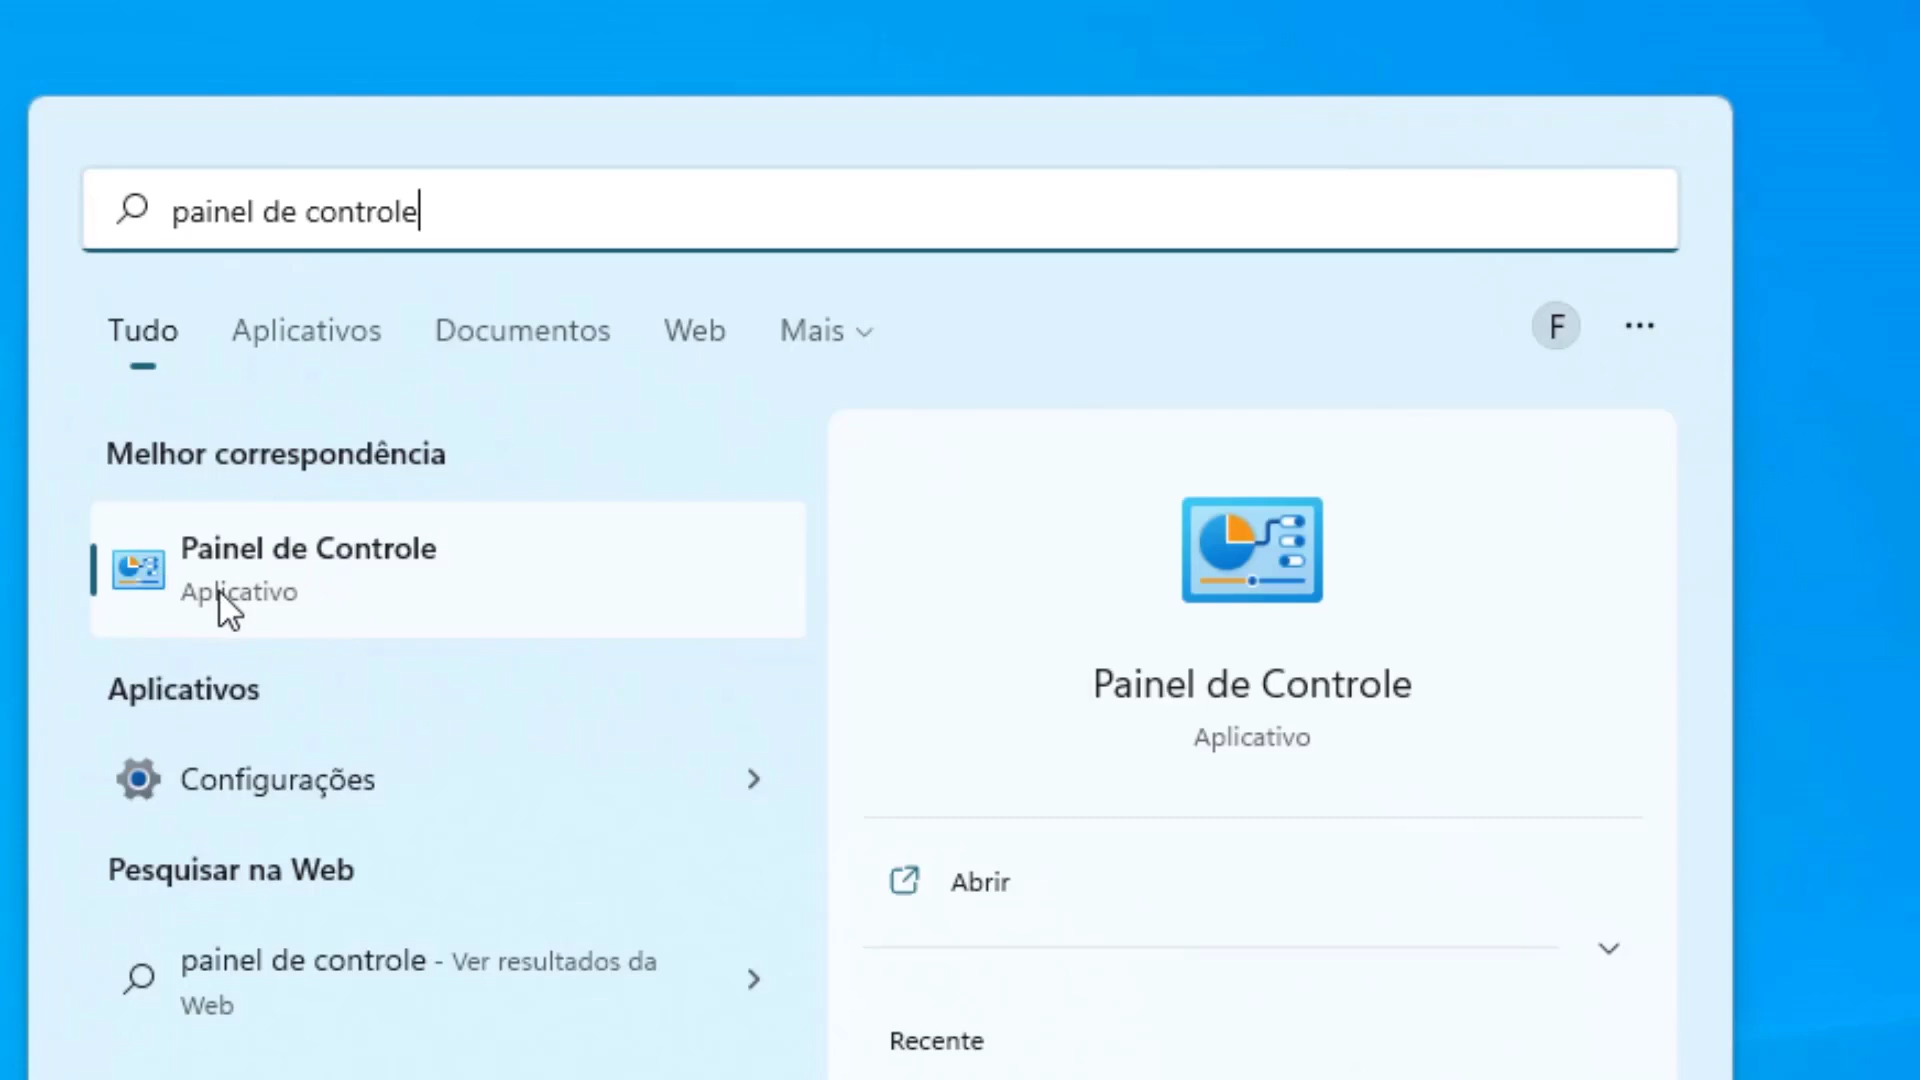 painel de controle
Tudo Aplicativos Documentos Web Mais F ...
Melhor correspondência
Painel de Controle
Aplicativo
Aplicativos
Configurações
Pesquisar na Web
painel de controle - Ver resultados da
Web
Painel de Controle
Aplicativo
Abrir
Recente